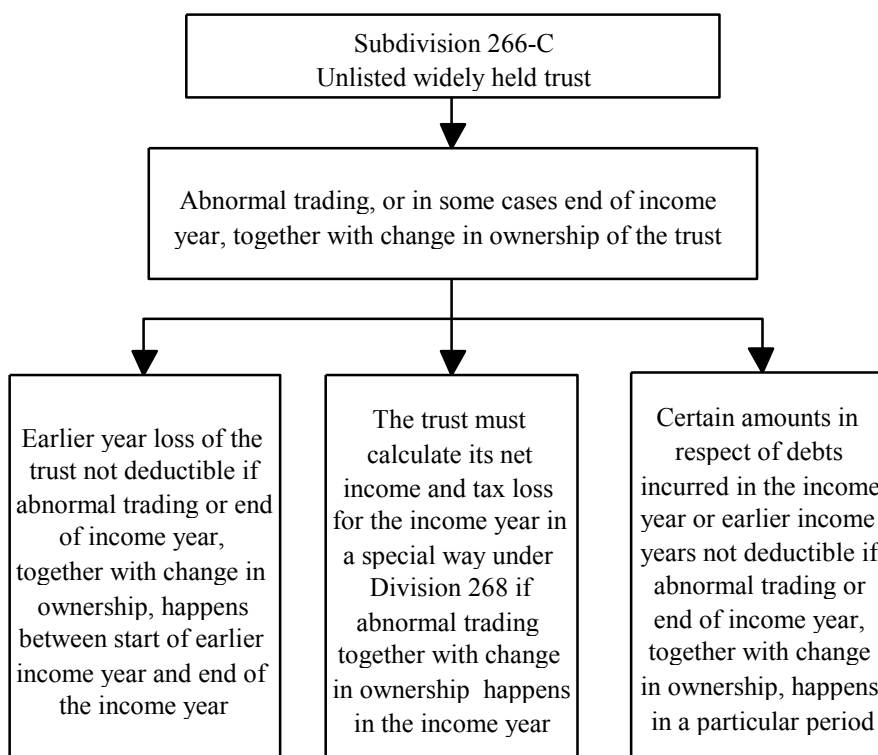 Subdivision 266-C
Unlisted widely held trust
Abnormal trading, or in some cases end of income
year, together with change in ownership of the trust
Earlier year loss of the
trust not deductible if
abnormal trading or end
of income year,
together with change in
ownership, happens
between start of earlier
income year and end of
the income year
The trust must
calculate its net
income and tax loss
for the income year in
a special way under
Division 268 if
abnormal trading
together with change
in ownership happens
in the income year
Certain amounts in
respect of debts
incurred in the income
year or earlier income
years not deductible if
abnormal trading or
end of income year,
together with change
in ownership, happens
in a particular period